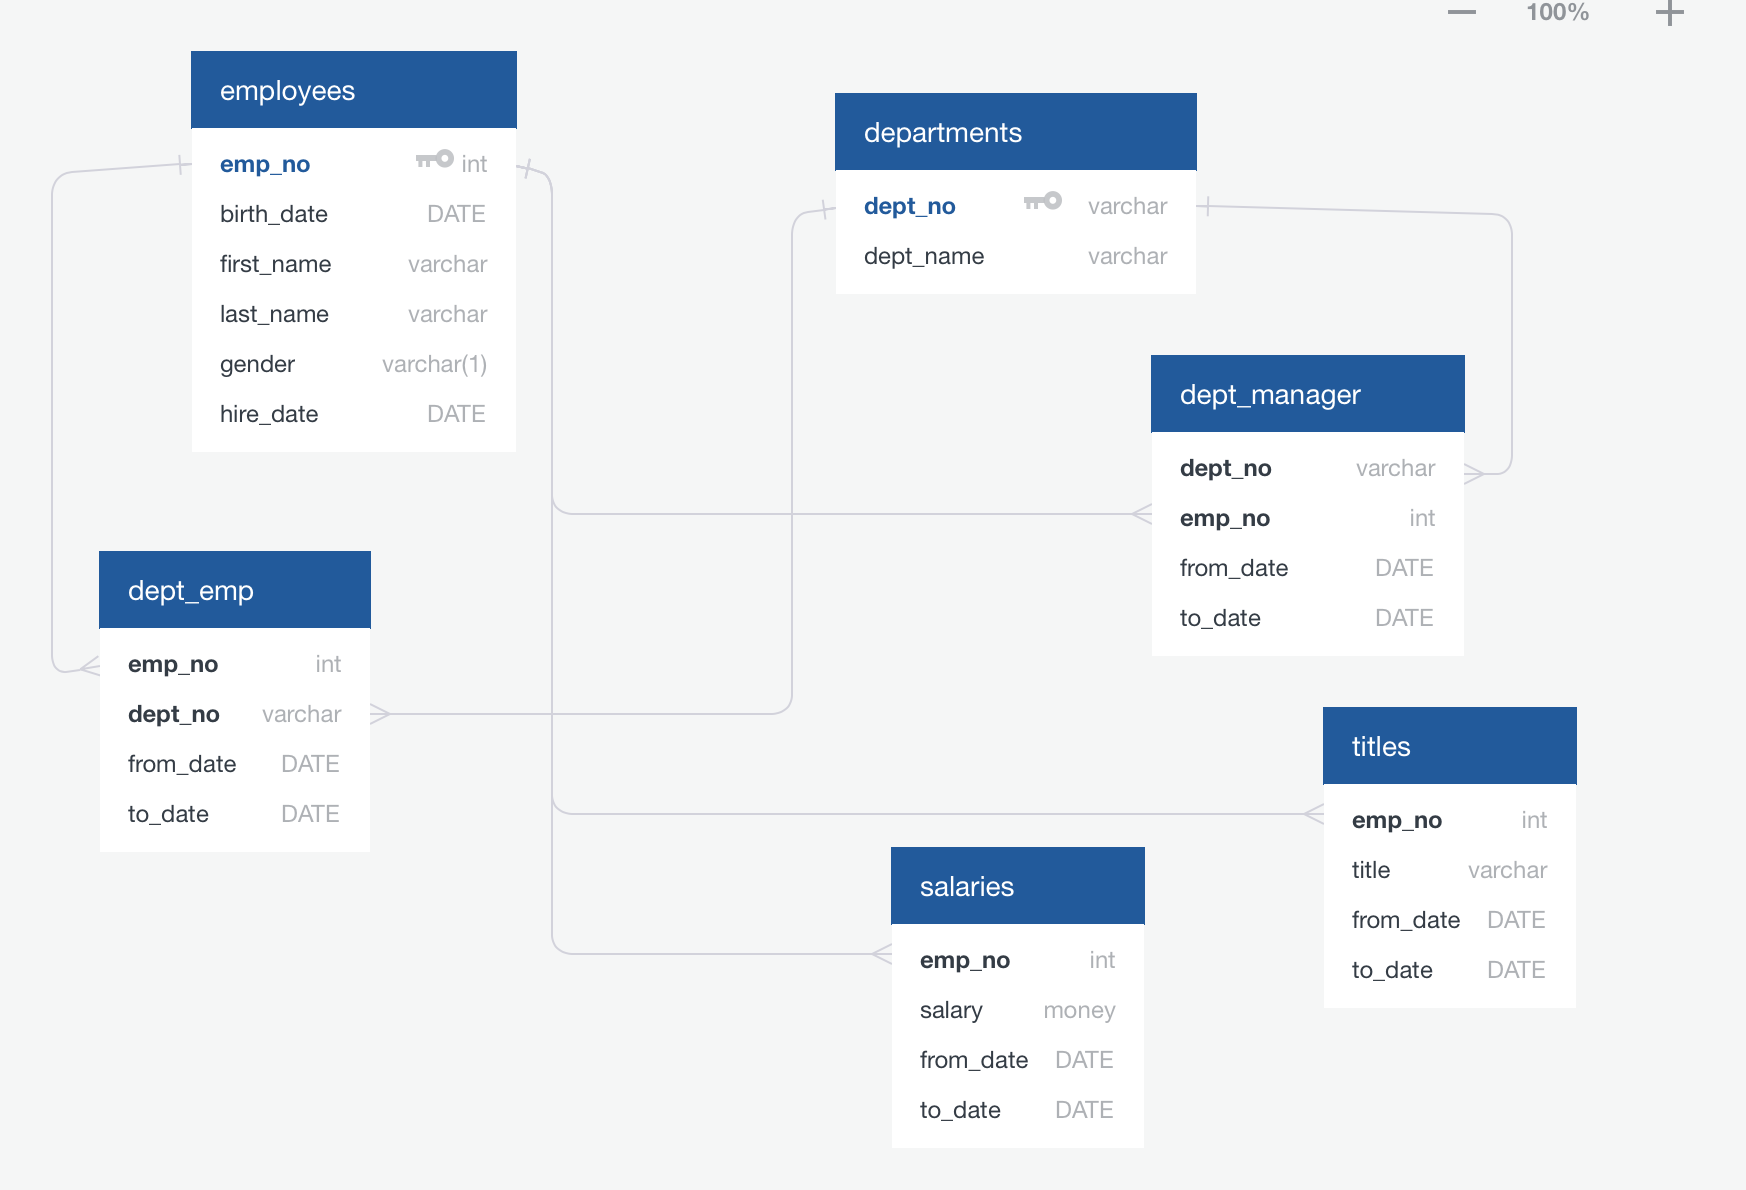 100%
employees
emp_no int
birth_date DATE
first_name varchar
last_name varchar
gender varchar(1)
hire_date DATE
departments
dept_no varchar
dept_name varchar
dept_manager
dept_no varchar
emp_no int
from_date DATE
to_date DATE
dept_emp
emp_no int
dept_no varchar
from_date DATE
to_date DATE
titles
emp_no int
title varchar
from_date DATE
to_date DATE
salaries
emp_no int
salary money
from_date DATE
to_date DATE